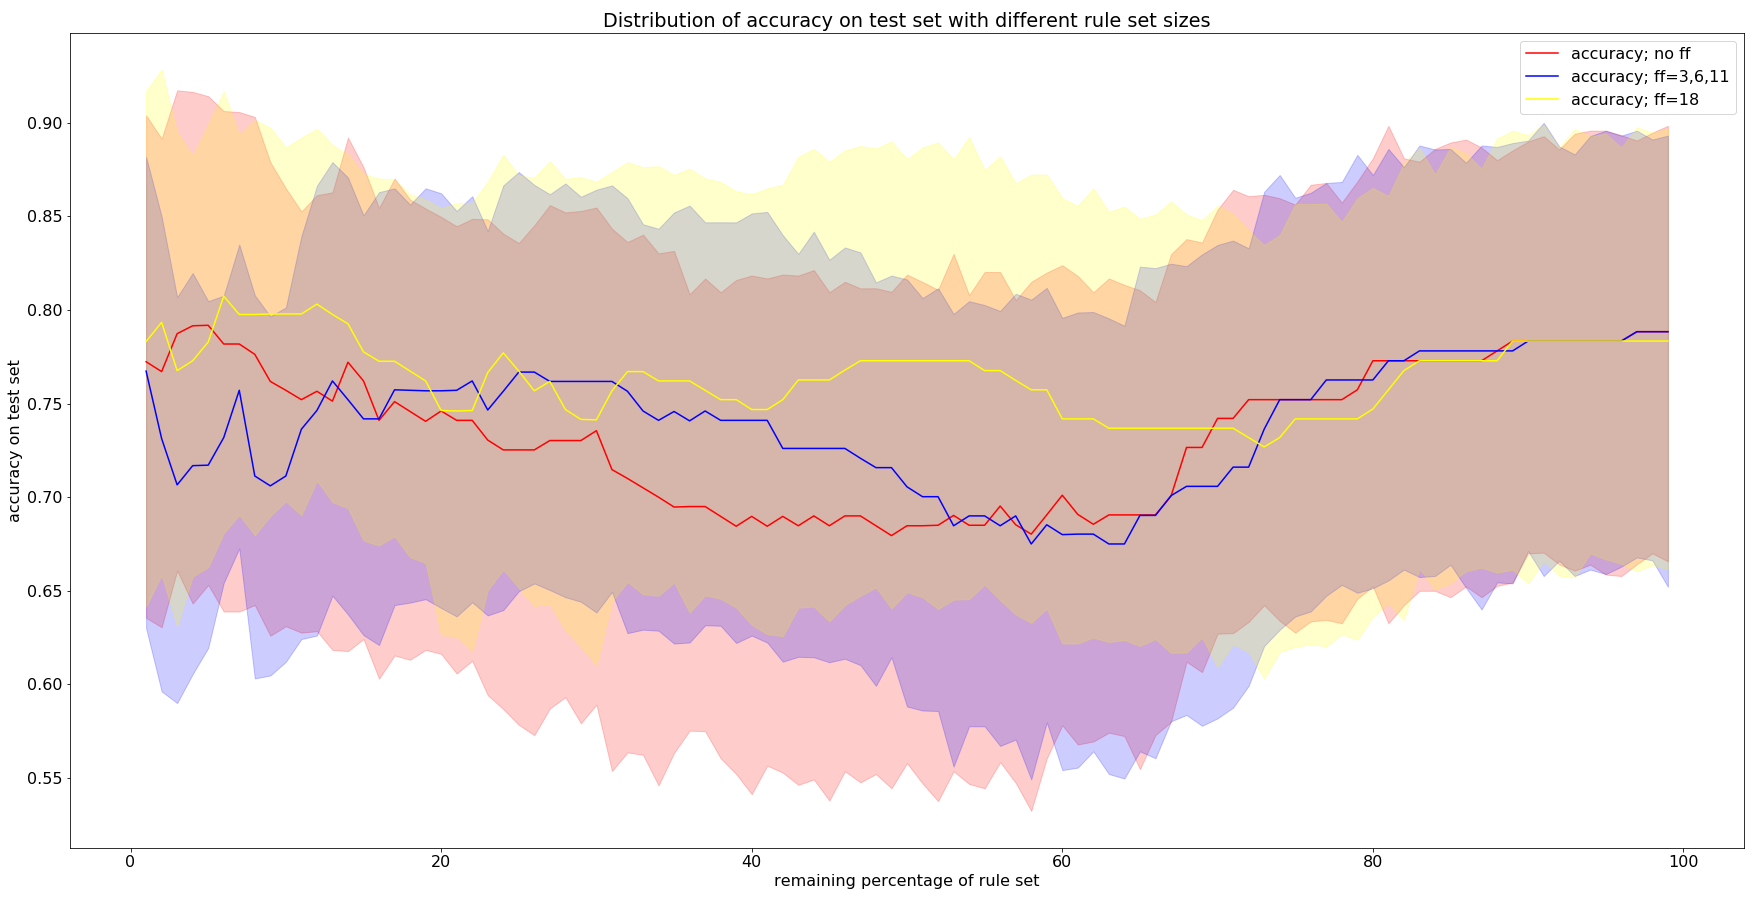 Distribution of accuracy on test set with different rule set sizes
accuracy; no ff
accuracy; ff=3,6,11
accuracy; ff=18
accuracy on test set
0.90
0.85
0.80
0.75
0.70
0.65
0.60
0.55
0 20 40 60 80 100
remaining percentage of rule set